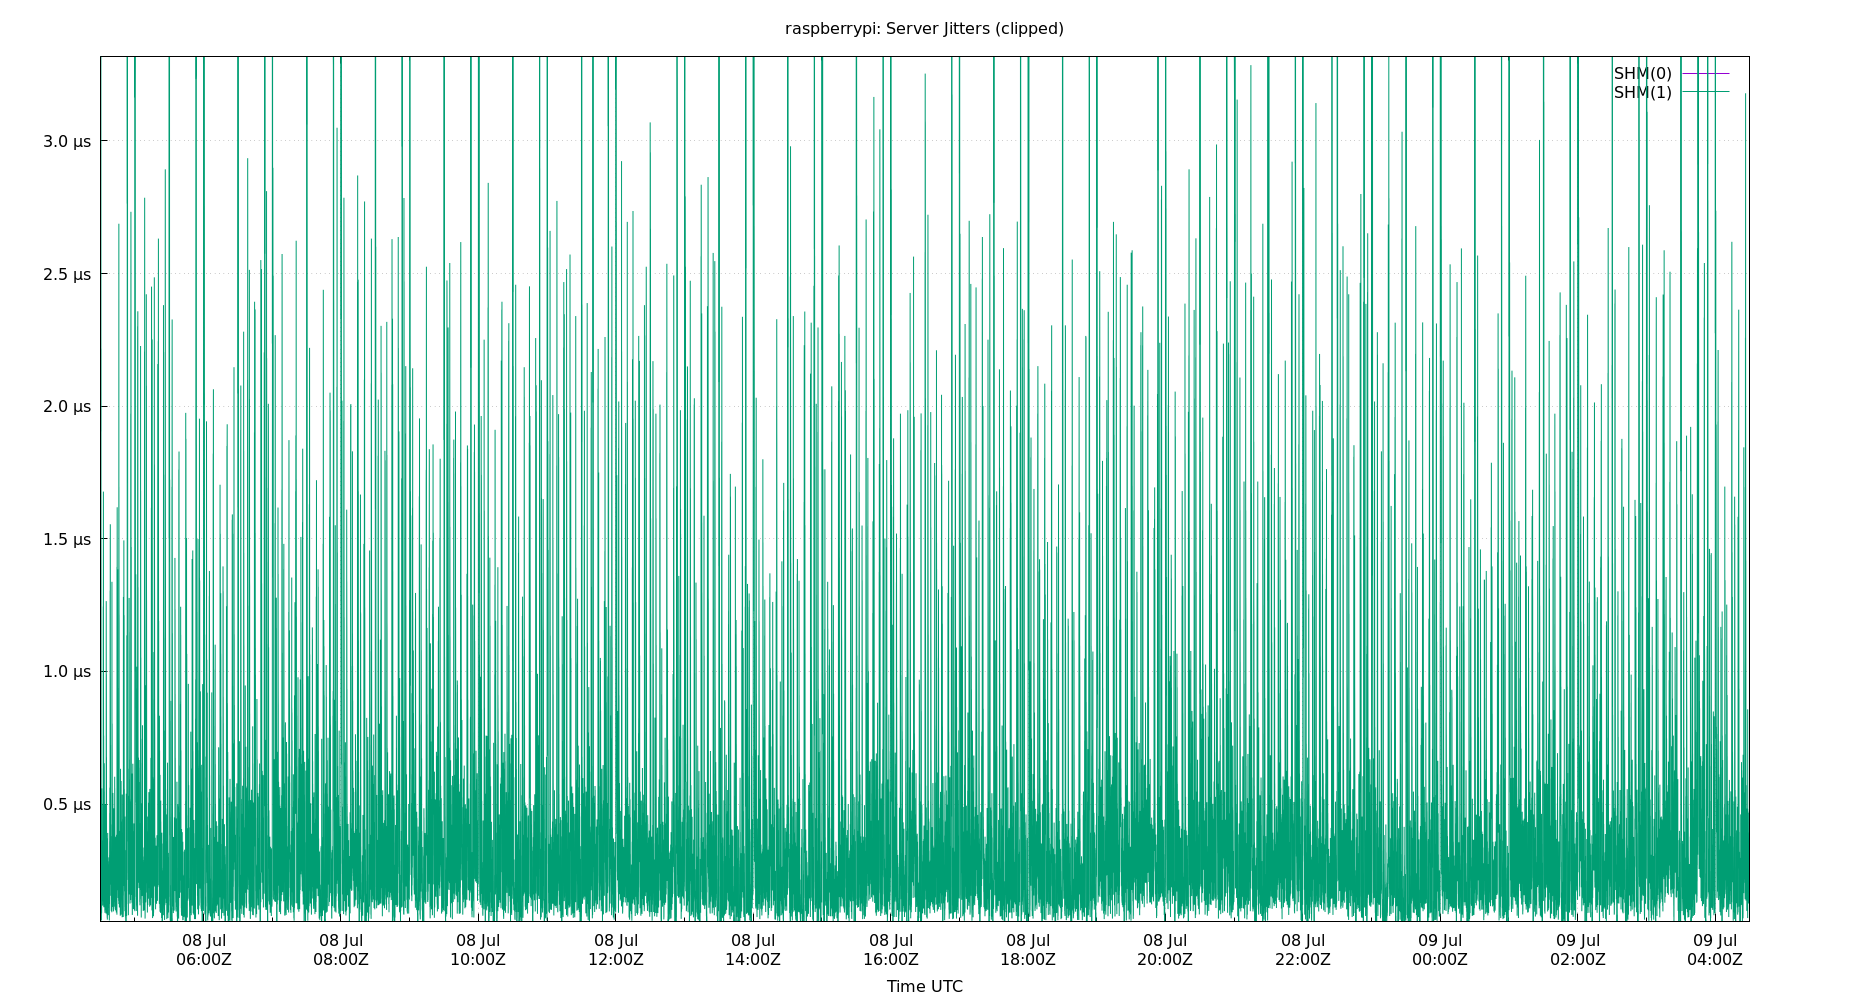 raspberrypi: Server Jitters (clipped)
SHM(0)
SHM(1)
3.0 µs
2.5 µs
2.0 µs
1.5 µs
1.0 µs
0.5 µs
08 Jul 08 Jul 08 Jul 08 Jul 08 Jul 08 Jul 08 Jul 08 Jul 08 Jul 09 Jul 09 Jul 09 Jul
06:00Z 08:00Z 10:00Z 12:00Z 14:00Z 16:00Z 18:00Z 20:00Z 22:00Z 00:00Z 02:00Z 04:00Z
Time UTC